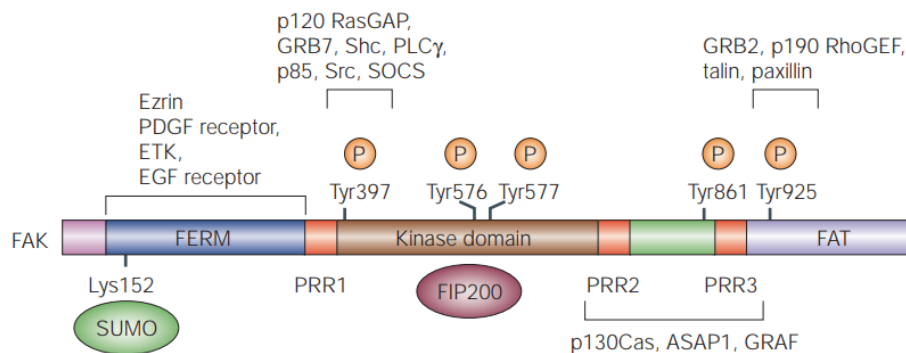 p120 RasGAP,
GRB7, Shc, PLCγ,
p85, Src, SOCS
GRB2, p190 RhoGEF,
talin, paxillin
Ezrin
PDGF receptor,
ETK,
EGF receptor
P
P
P
P
P
Tyr397
Tyr576
Tyr577
Tyr861
Tyr925
FAK
FERM
Kinase domain
FAT
Lys152
PRR1
PRR2
PRR3
SUMO
FIP200
p130Cas, ASAP1, GRAF